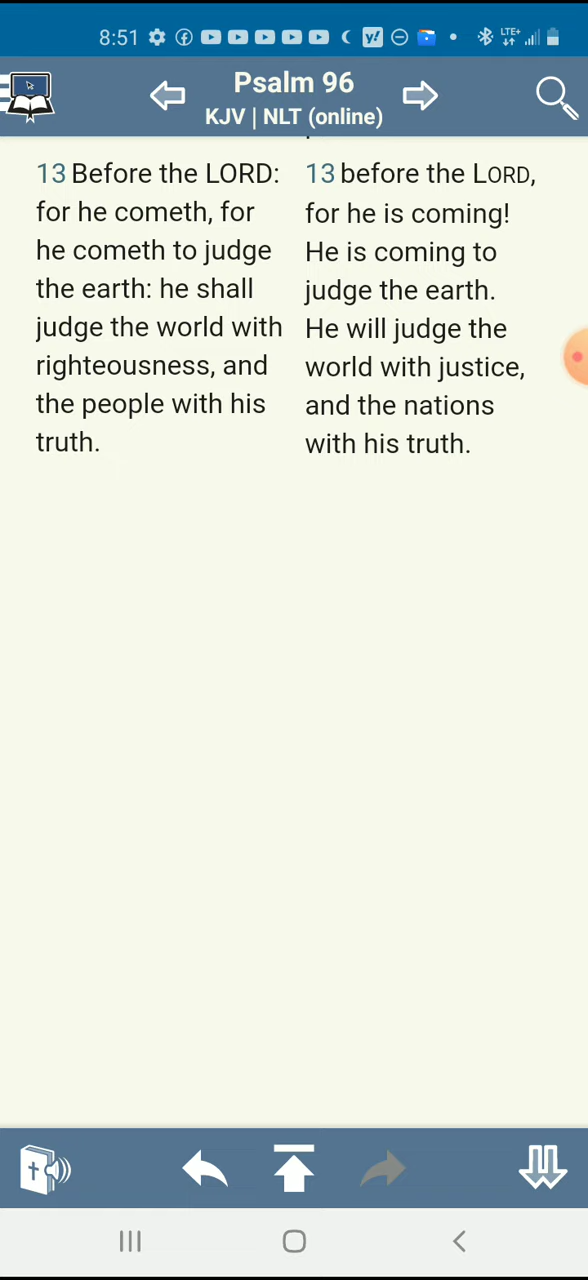 8:51 y! LTE+
Psalm 96
KJV | NLT (online)
13 Before the LORD:
for he cometh, for
he cometh to judge
the earth: he shall
judge the world with
righteousness, and
the people with his
truth.
13 before the LORD,
for he is coming!
He is coming to
judge the earth.
He will judge the
world with justice,
and the nations
with his truth.